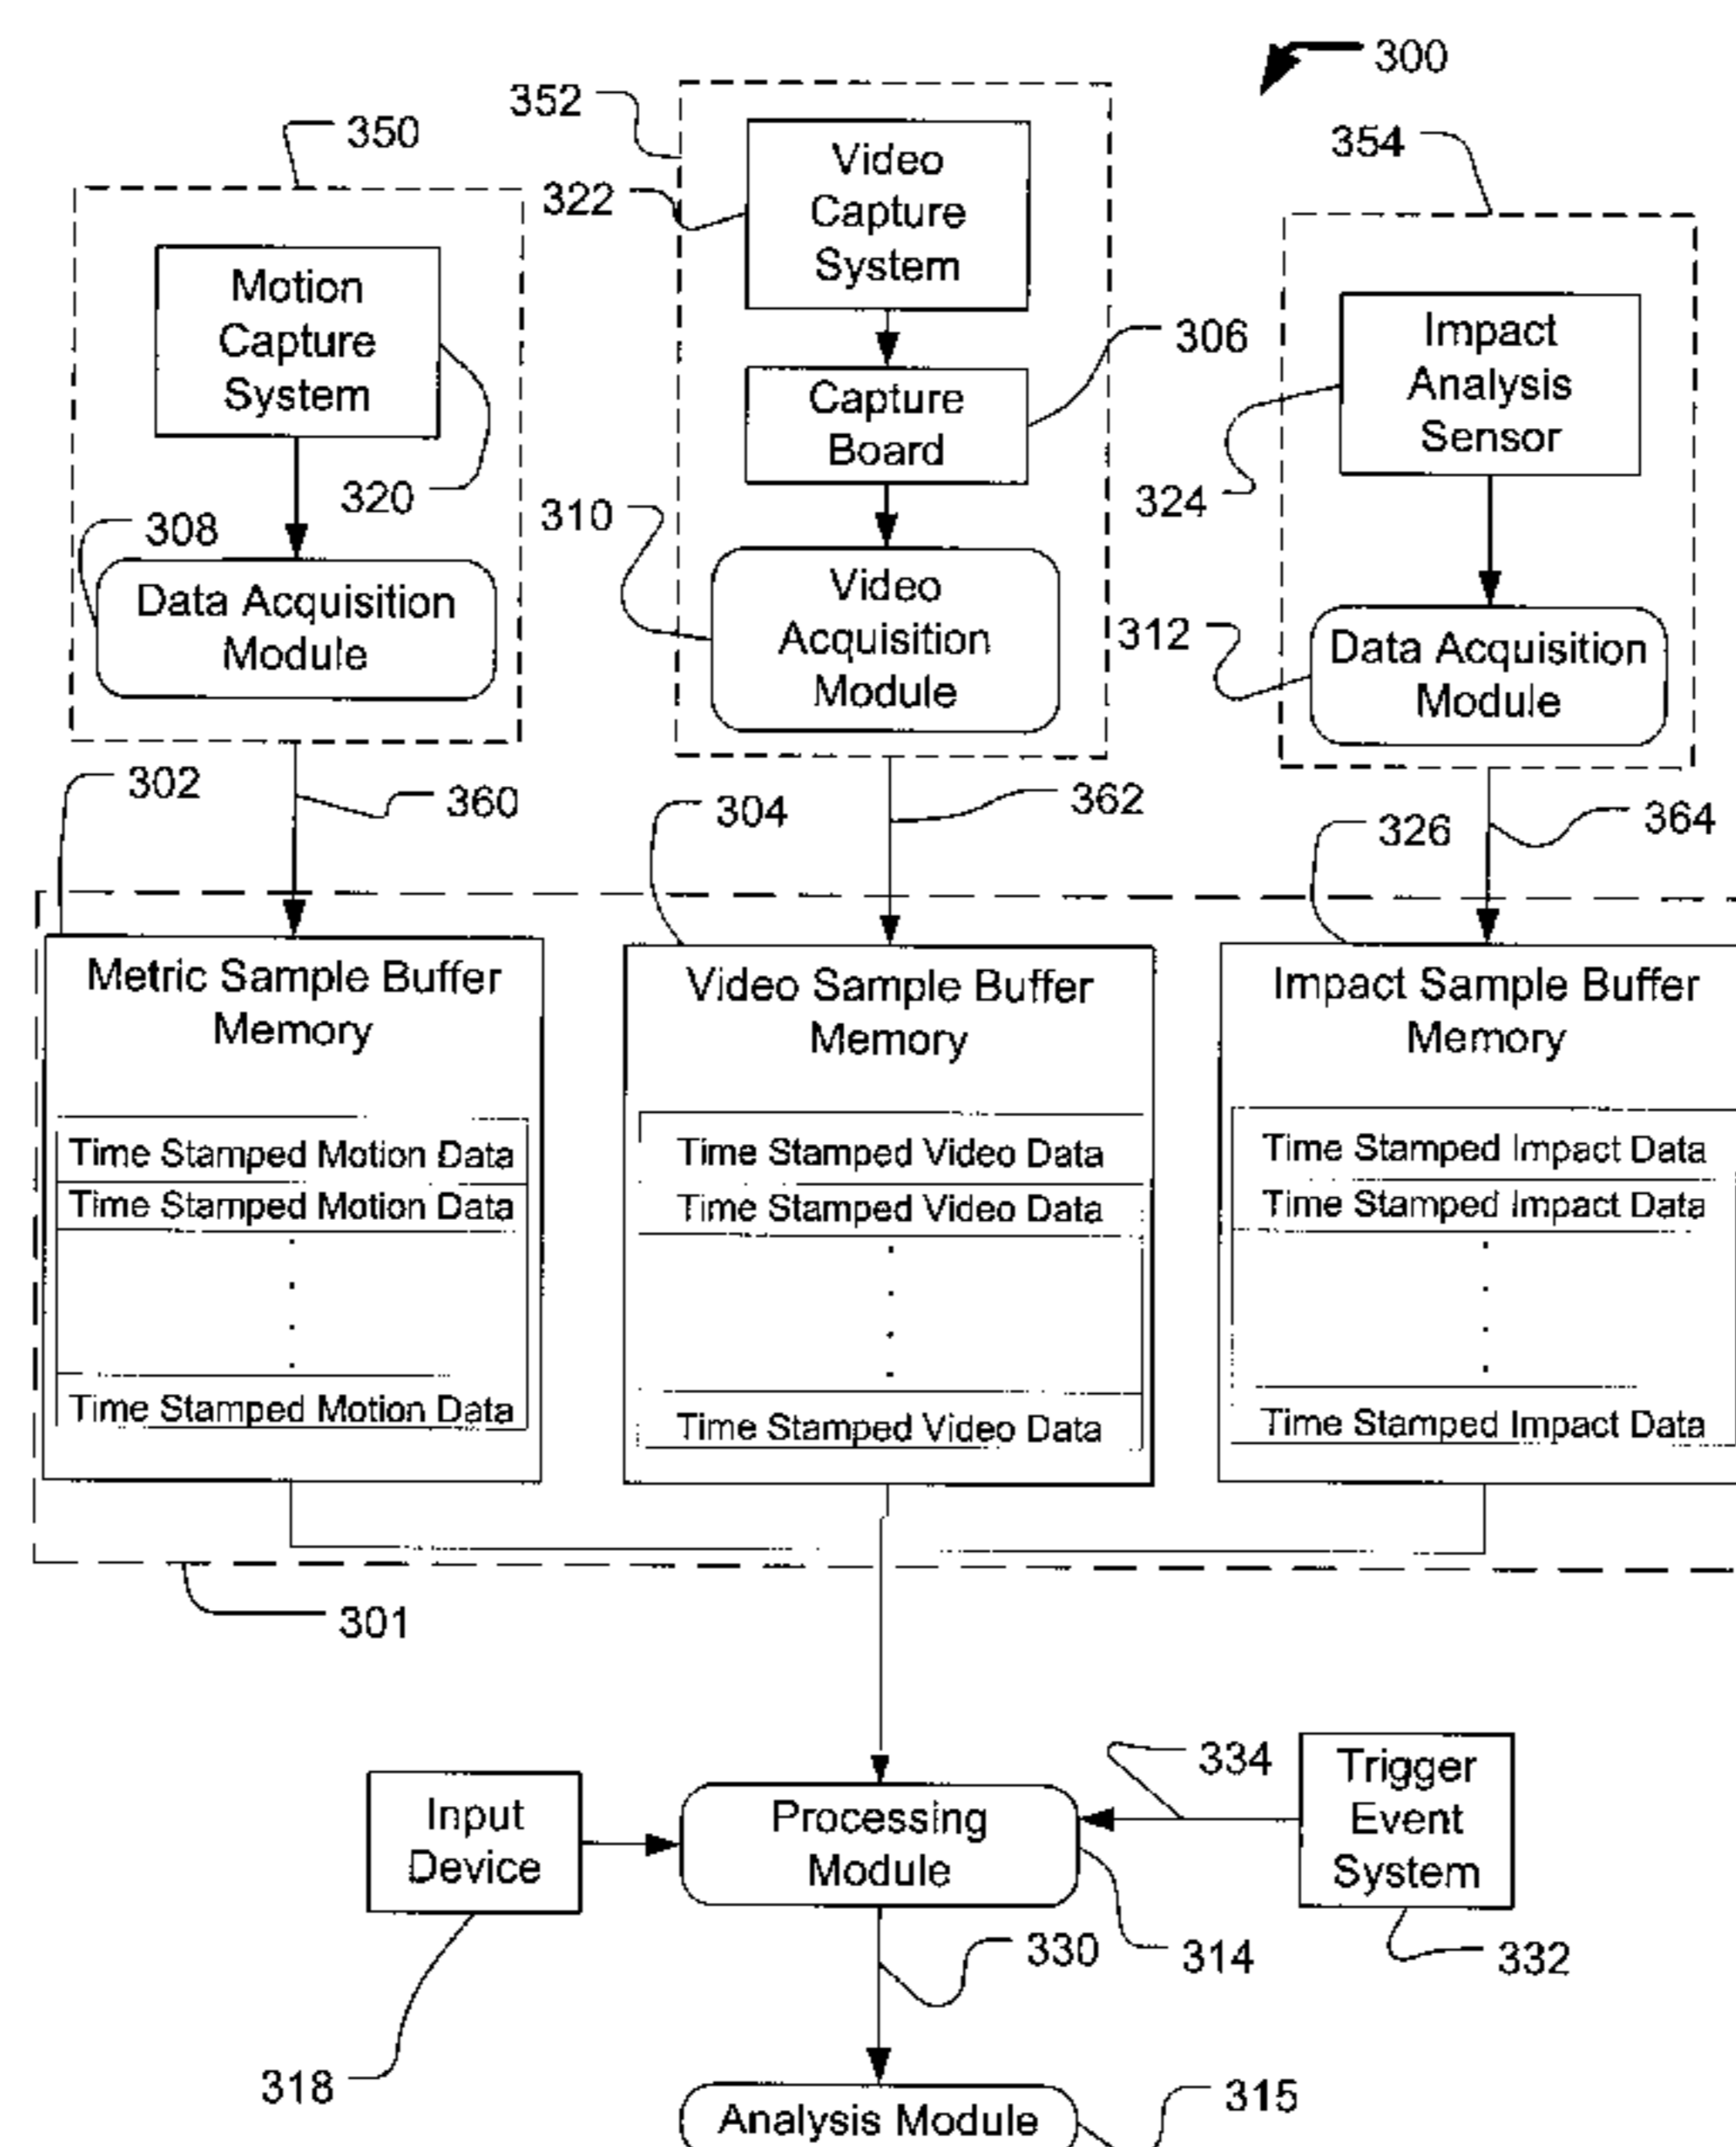 300
352
350
354
322
Video
Capture
System
Motion
Capture
System
306
Impact
Analysis
Sensor
Capture
Board
320
324
308
310
Data Acquisition
Module
Video
Acquisition
Module
312
Data Acquisition
Module
302
360
304
362
326
364
Metric Sample Buffer
Memory
Video Sample Buffer
Memory
Impact Sample Buffer
Memory
Time Stamped Motion Data
Time Stamped Motion Data
Time Stamped Motion Data
Time Stamped Video Data
Time Stamped Video Data
Time Stamped Video Data
Time Stamped Impact Data
Time Stamped Impact Data
Time Stamped Impact Data
301
Input
Device
Processing
Module
334
Trigger
Event
System
330
314
332
318
Analysis Module
315